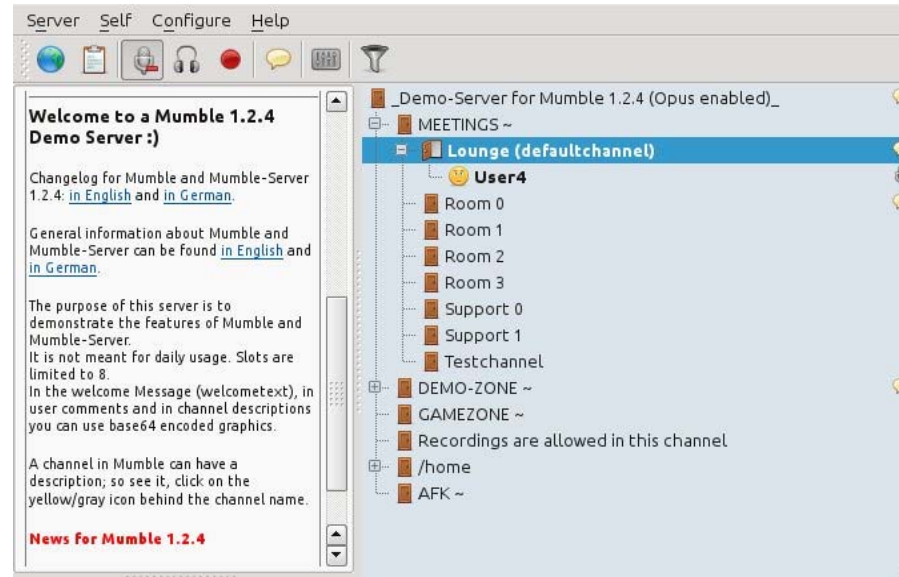 Server Self Configure Help
Welcome to a Mumble 1.2.4
Demo Server :)
Changelog for Mumble and Mumble-Server
1.2.4: in English and in German.
General information about Mumble and
Mumble-Server can be found in English and
in German.
The purpose of this server is to
demonstrate the features of Mumble and
Mumble-Server.
It is not meant for daily usage. Slots are
limited to 8.
In the welcome Message (welcometext), in
user comments and in channel descriptions
you can use base64 encoded graphics.
A channel in Mumble can have a
description; so see it, click on the
yellow/gray icon behind the channel name.
News for Mumble 1.2.4
_Demo-Server for Mumble 1.2.4 (Opus enabled)_
MEETINGS ~
Lounge (defaultchannel)
User4
Room 0
Room 1
Room 2
Room 3
Support 0
Support 1
Testchannel
DEMO-ZONE ~
GAMEZONE ~
Recordings are allowed in this channel
/home
AFK ~